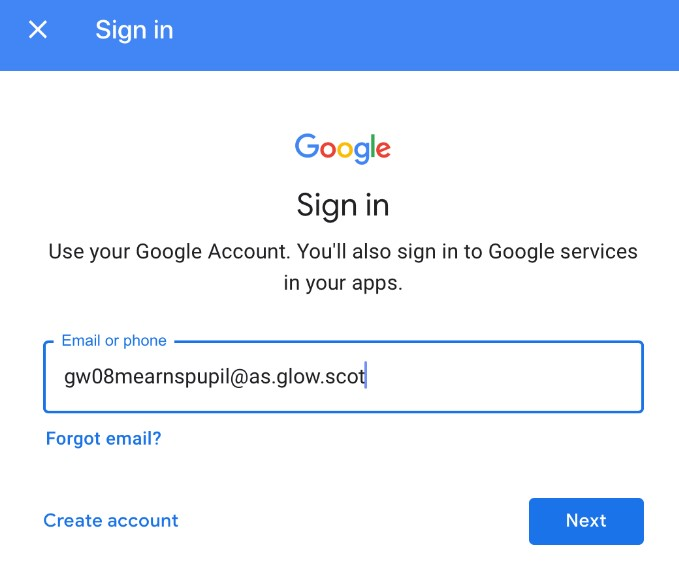 Sign in
Google
Sign in
Use your Google Account. You'll also sign in to Google services
in your apps.
Email or phone
gw08mearnspupil@as.glow.scot
Forgot email?
Create account
Next